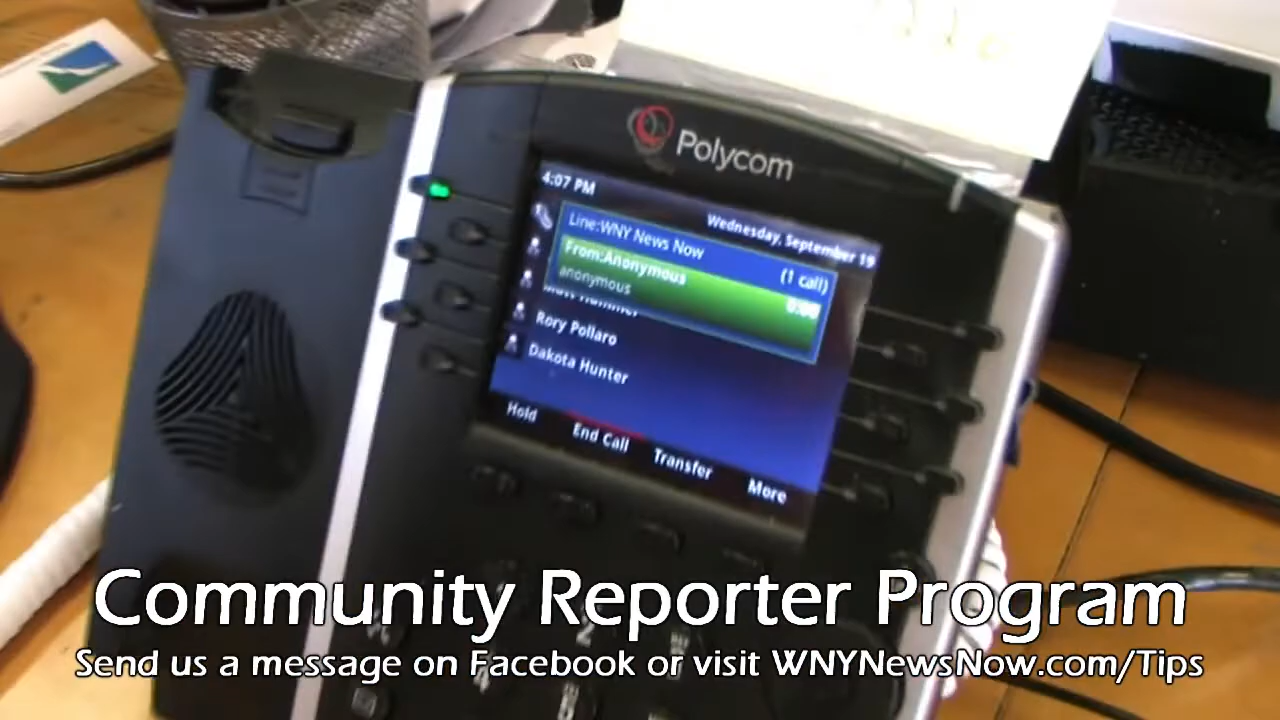 Polycom
4:07 PM
Wednesday, September 19
Line:WNY News Now
(1 call)
From:Anonymous
anonymous
0:00
Rory Pollaro
Dakota Hunter
Hold
End Call
Transfer
More
Community Reporter Program
Send us a message on Facebook or visit WNYNewsNow.com/Tips